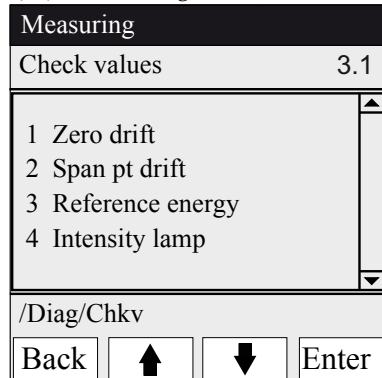 Measuring
Check values 3.1
1 Zero drift
2 Span pt drift
3 Reference energy
4 Intensity lamp
/Diag/Chkv
Back Enter